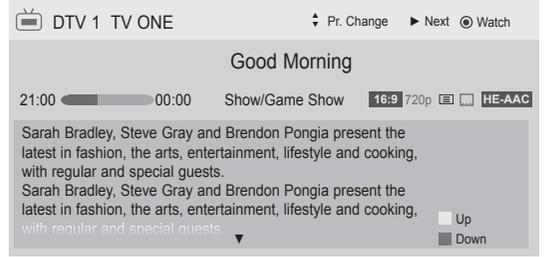 DTV 1 TV ONE Pr. Change Next Watch
Good Morning
21:00 00:00 Show/Game Show 16:9 720p HE-AAC
Sarah Bradley, Steve Gray and Brendon Pongia present the
latest in fashion, the arts, entertainment, lifestyle and cooking,
with regular and special guests.
Sarah Bradley, Steve Gray and Brendon Pongia present the
latest in fashion, the arts, entertainment, lifestyle and cooking,
with regular and special guests.
Up
Down